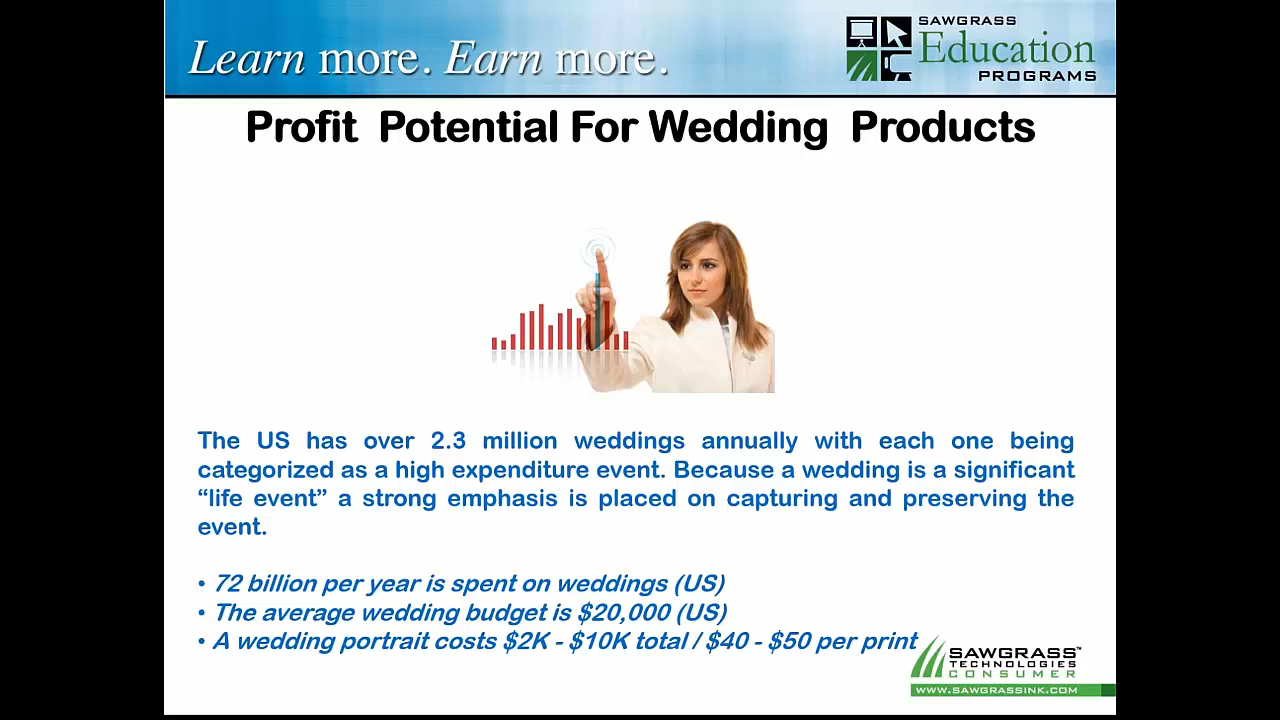 Learn more. Earn more.
SAWGRASS
Education
PROGRAMS
Profit Potential For Wedding Products
The US has over 2.3 million weddings annually with each one being
categorized as a high expenditure event. Because a wedding is a significant
“life event” a strong emphasis is placed on capturing and preserving the
event.
• 72 billion per year is spent on weddings (US)
• The average wedding budget is $20,000 (US)
• A wedding portrait costs $2K - $10K total / $40 - $50 per print
SAWGRASS™
TECHNOLOGIES
CONSUMER
WWW.SAWGRASSINK.COM